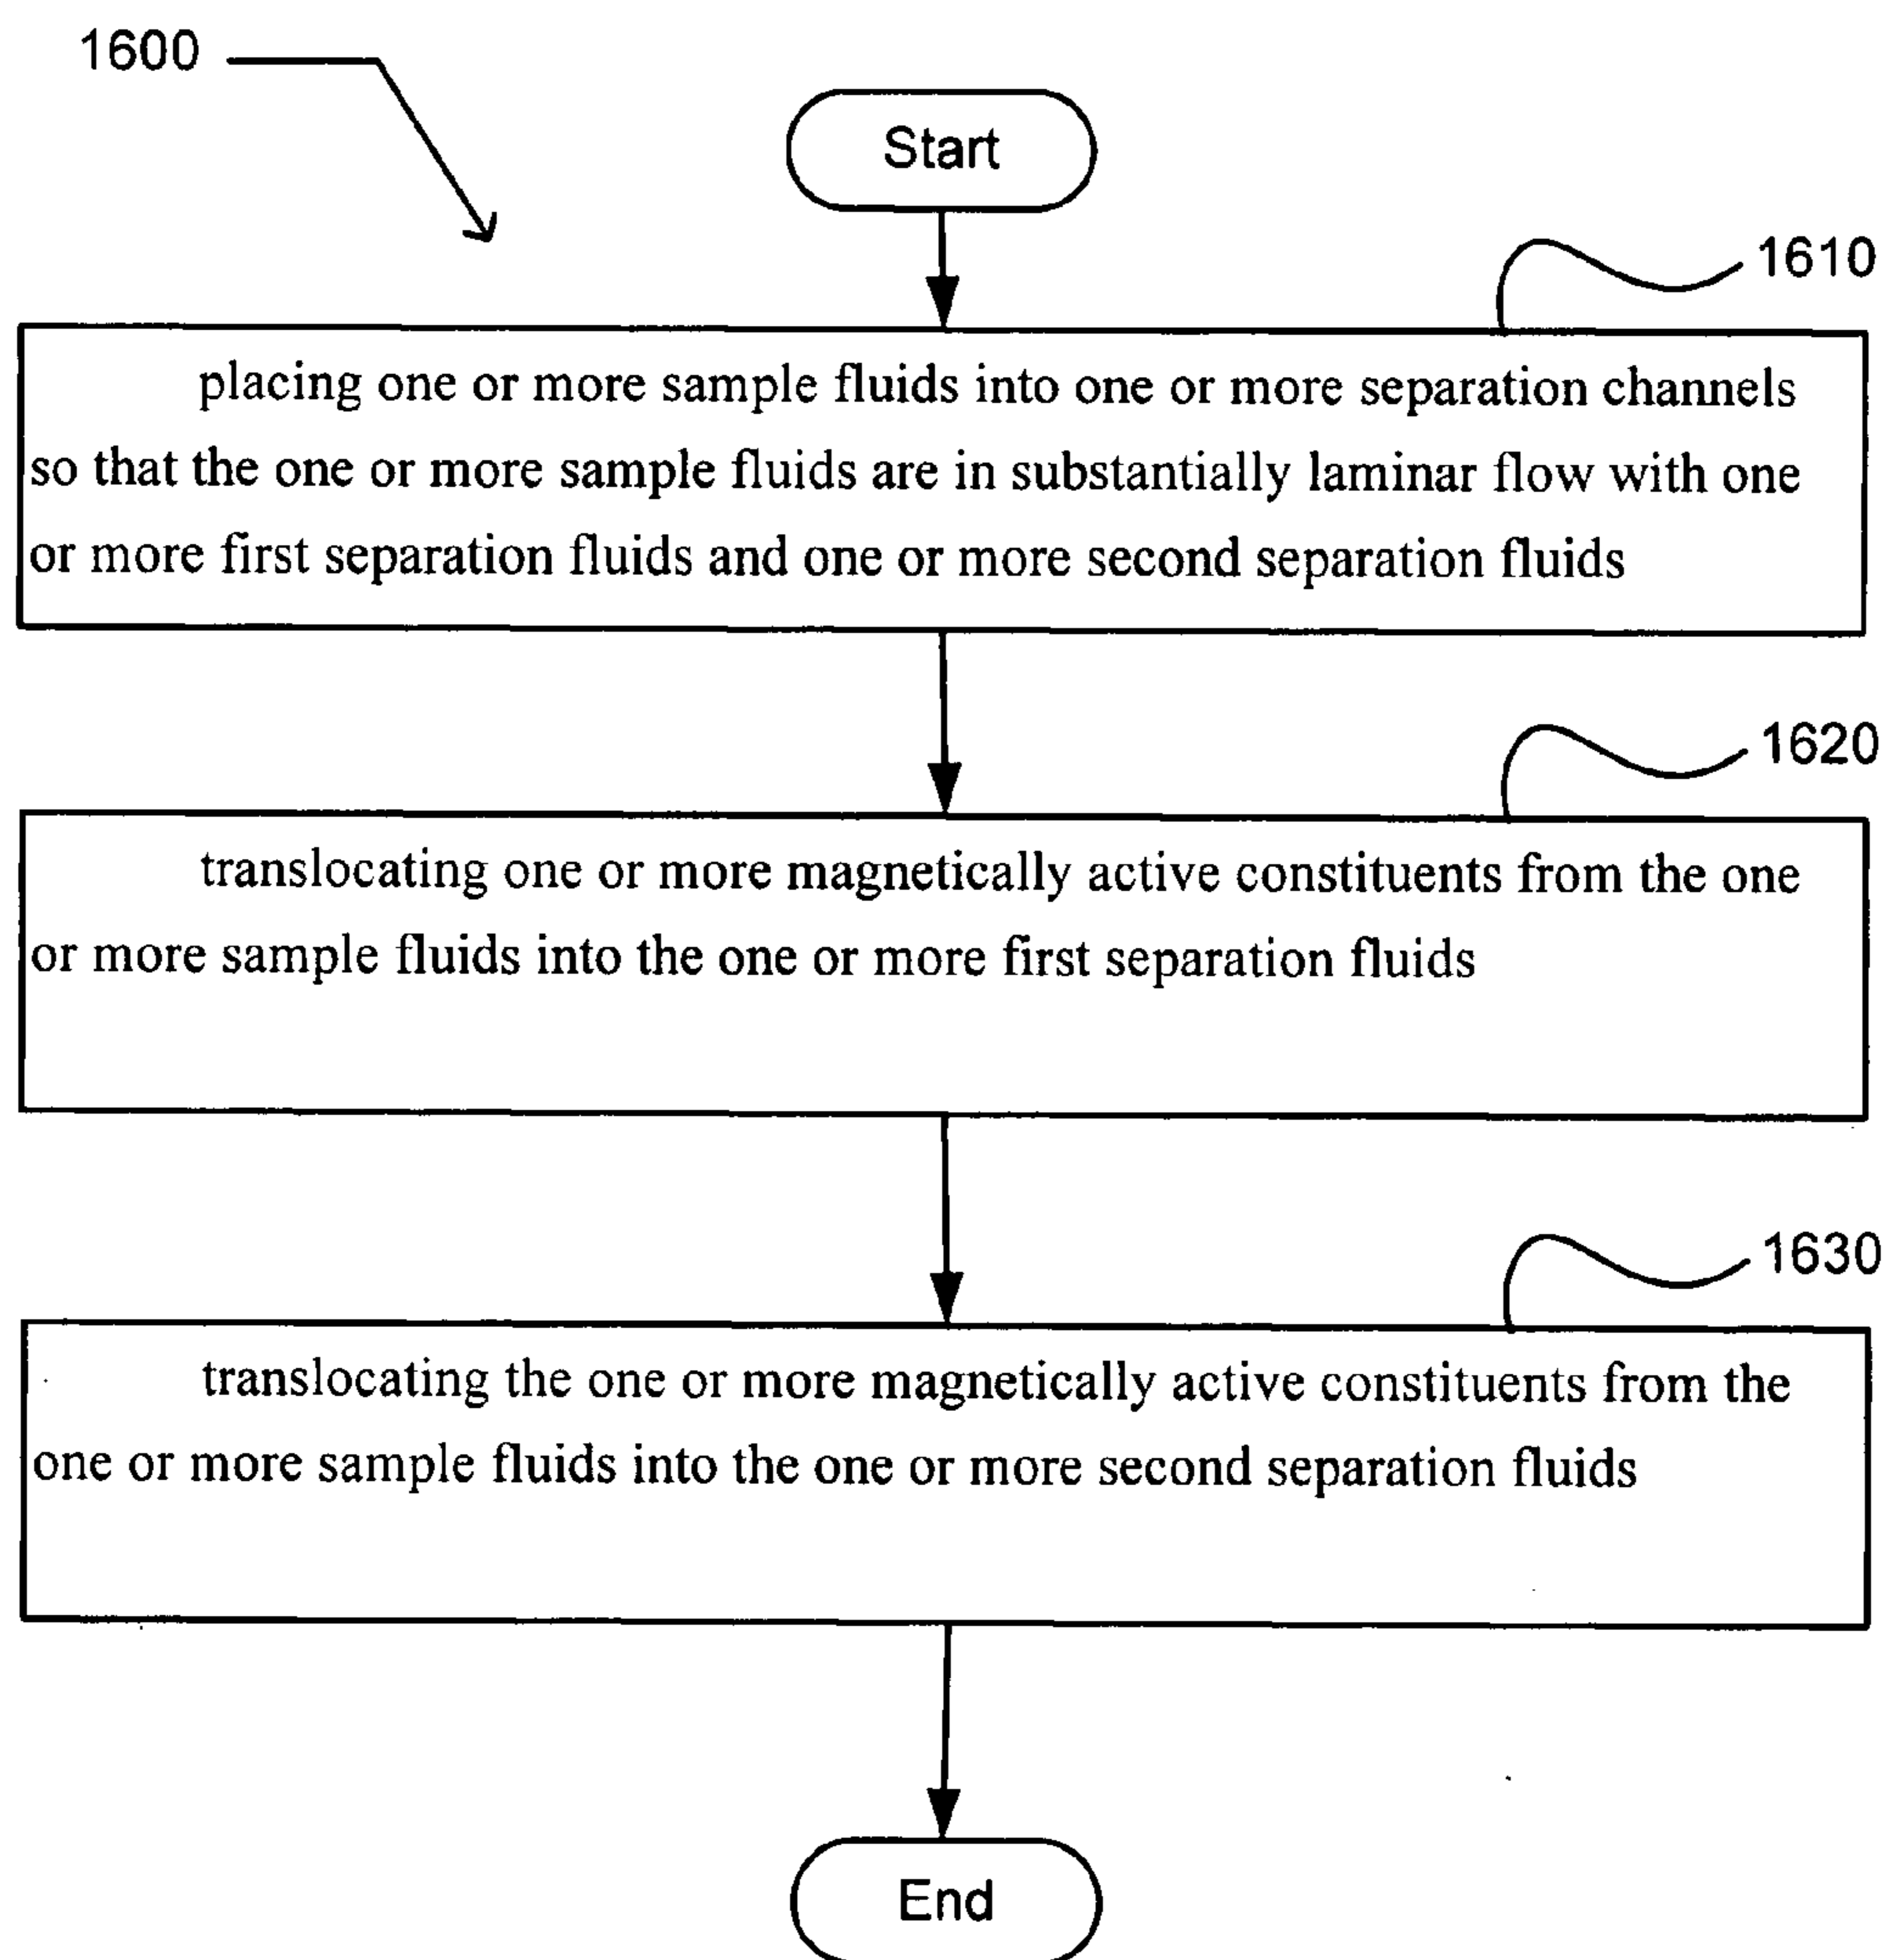 1600
Start
1610
placing one or more sample fluids into one or more separation channels
so that the one or more sample fluids are in substantially laminar flow with one
or more first separation fluids and one or more second separation fluids
1620
translocating one or more magnetically active constituents from the one
or more sample fluids into the one or more first separation fluids
1630
translocating the one or more magnetically active constituents from the
one or more sample fluids into the one or more second separation fluids
End